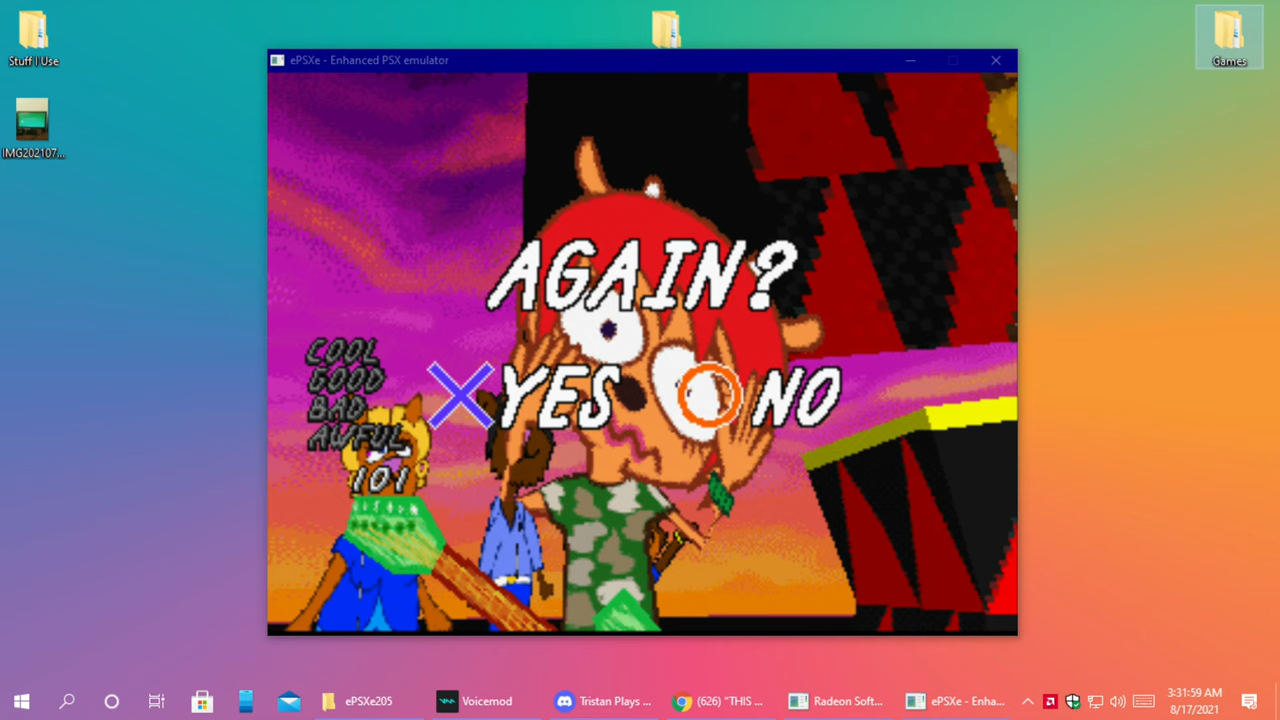 Stuff I Use
Games
IMG202107...
ePSXe - Enhanced PSX emulator
AGAIN?
YES NO
COOL
GOOD
BAD
AWFUL
101
ePSXe205
Voicemod
Tristan Plays ...
(626) "THIS ...
Radeon Soft...
ePSXe - Enha...
3:31:59 AM
8/17/2021